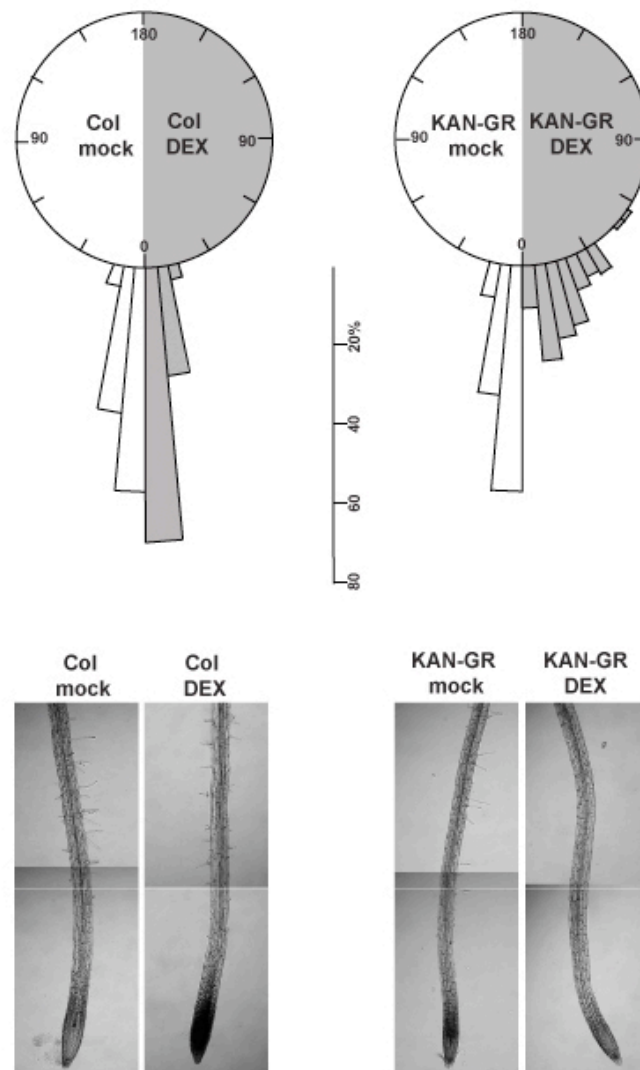 180
Col
mock
Col
DEX
90
90
0
180
KAN-GR
mock
KAN-GR
DEX
90
90
0
20%
40
60
80
Col
mock
Col
DEX
KAN-GR
mock
KAN-GR
DEX